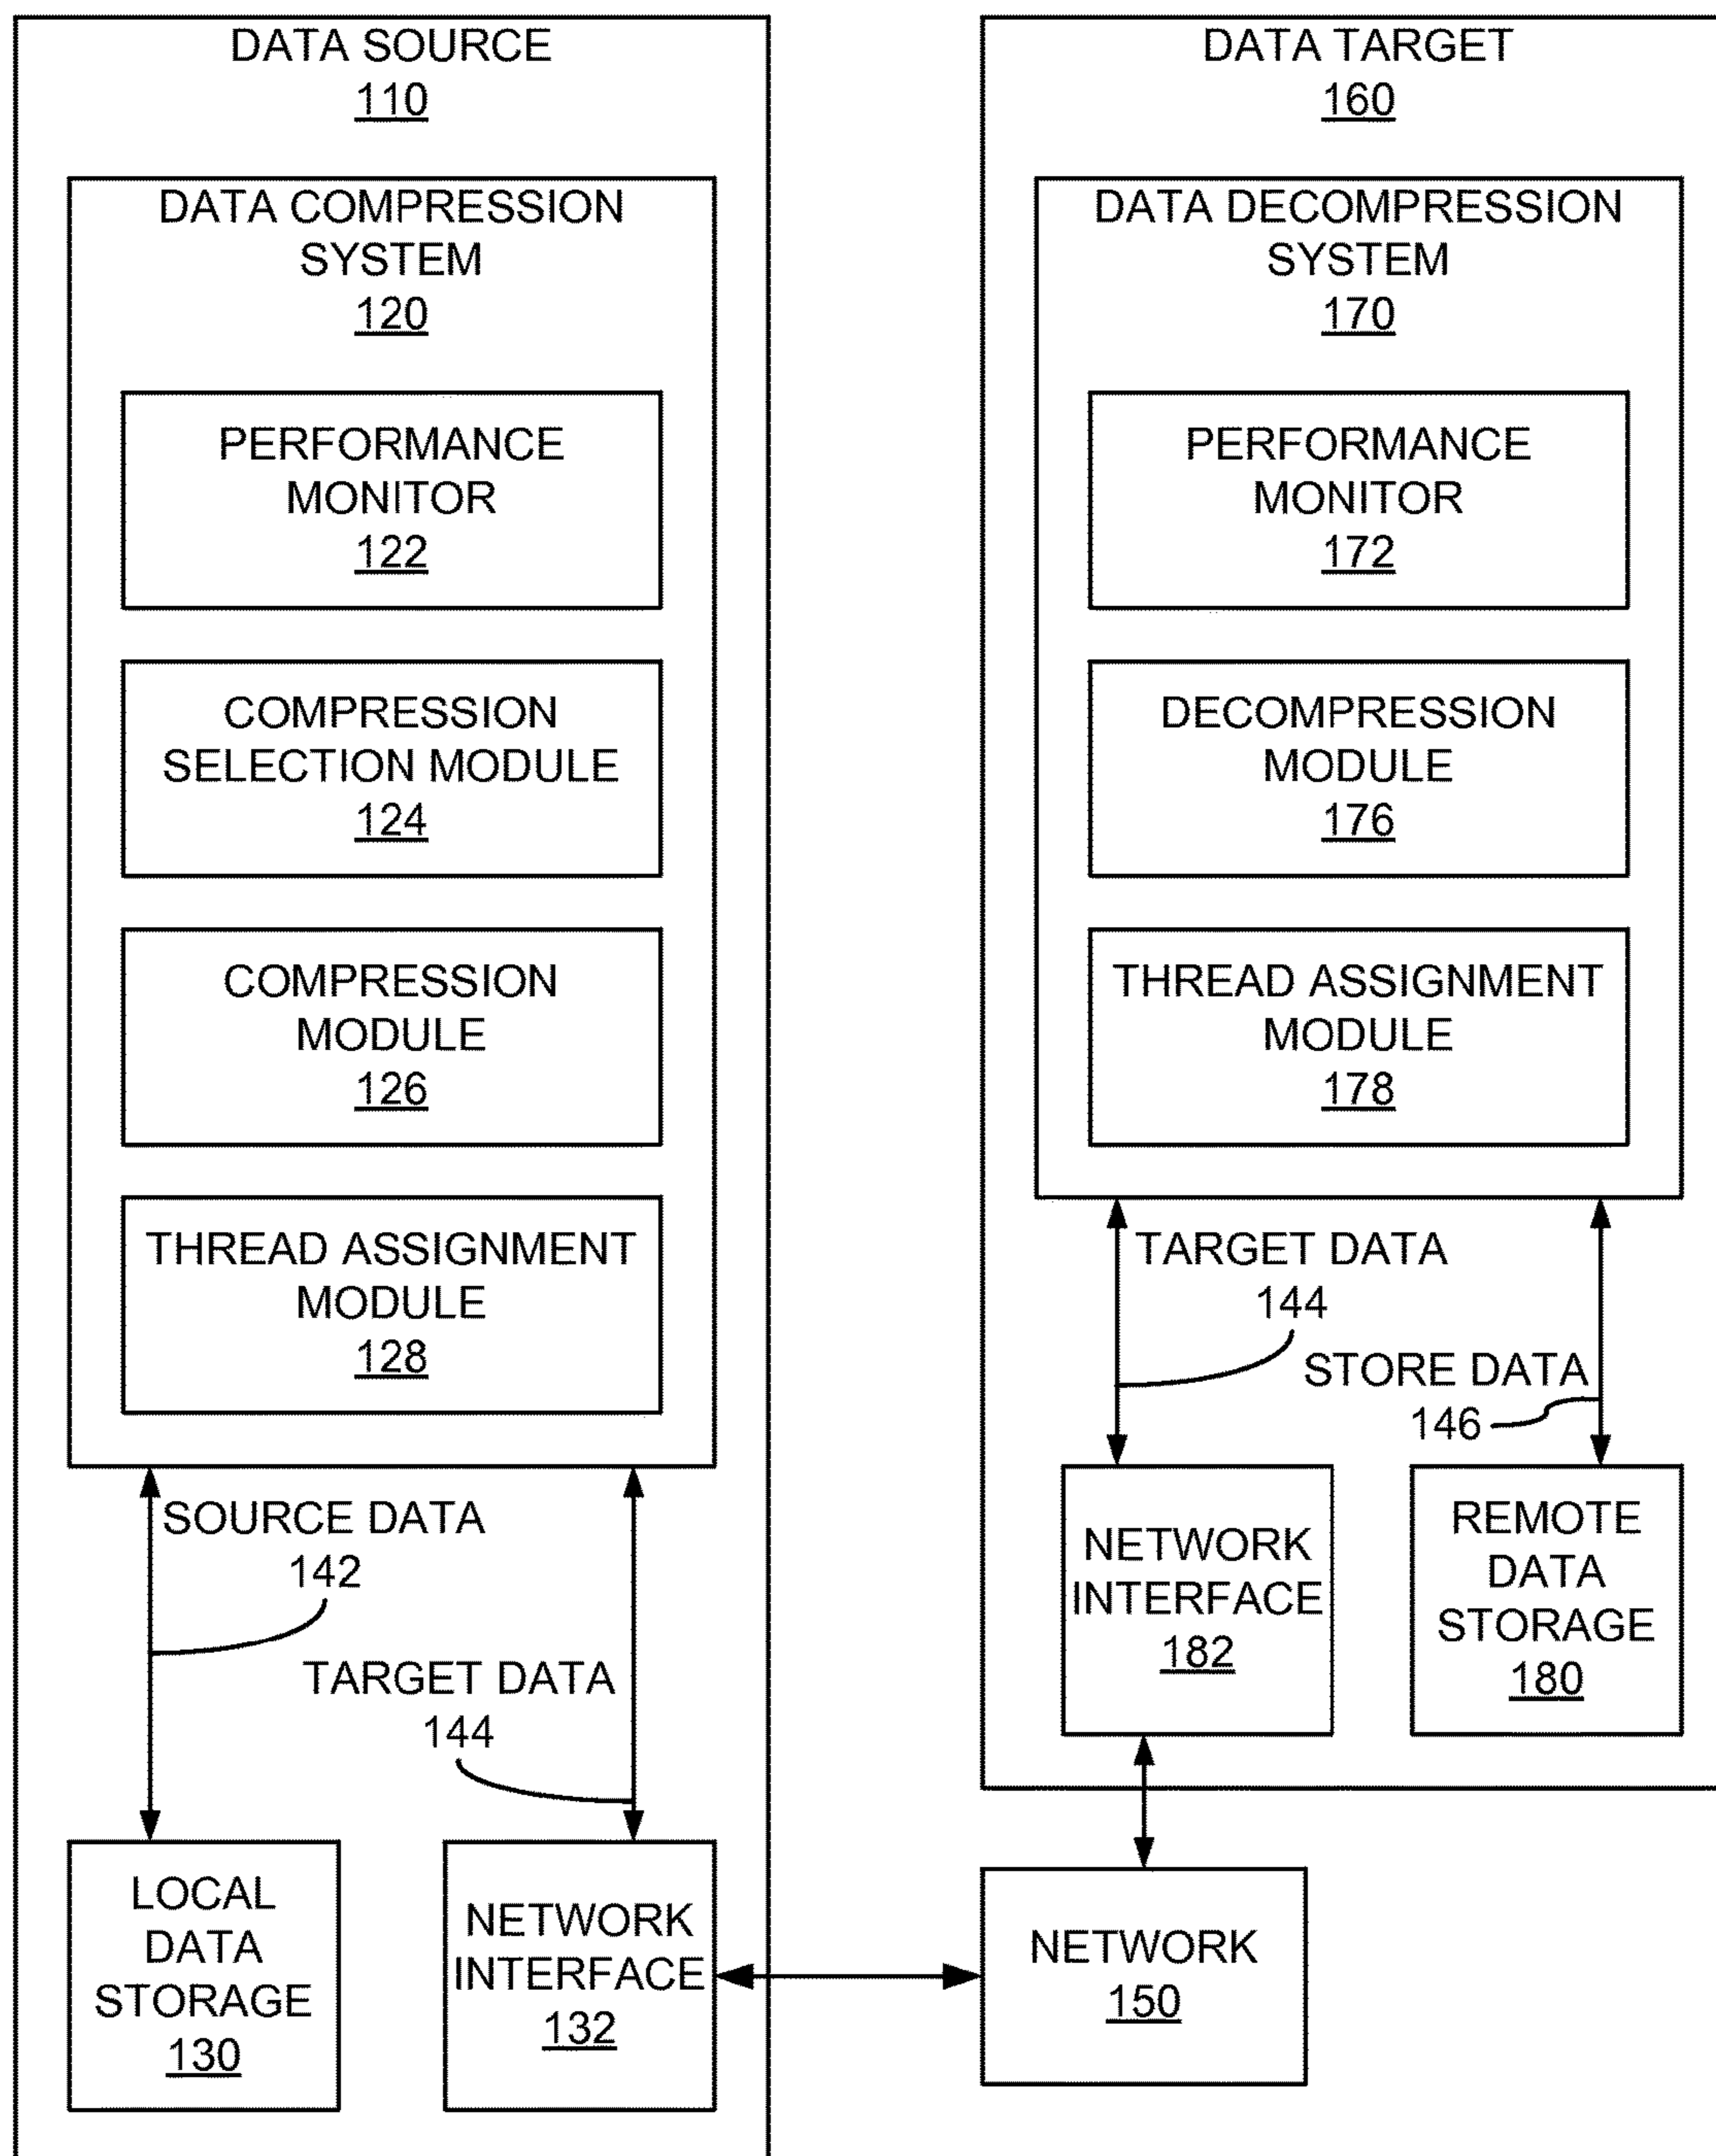 DATA SOURCE
110
DATA COMPRESSION
SYSTEM
120
PERFORMANCE
MONITOR
122
COMPRESSION
SELECTION MODULE
124
COMPRESSION
MODULE
126
THREAD ASSIGNMENT
MODULE
128
SOURCE DATA
142
TARGET DATA
144
LOCAL
DATA
STORAGE
130
NETWORK
INTERFACE
132
DATA TARGET
160
DATA DECOMPRESSION
SYSTEM
170
PERFORMANCE
MONITOR
172
DECOMPRESSION
MODULE
176
THREAD ASSIGNMENT
MODULE
178
TARGET DATA
144
STORE DATA
146
NETWORK
INTERFACE
182
REMOTE
DATA
STORAGE
180
NETWORK
150